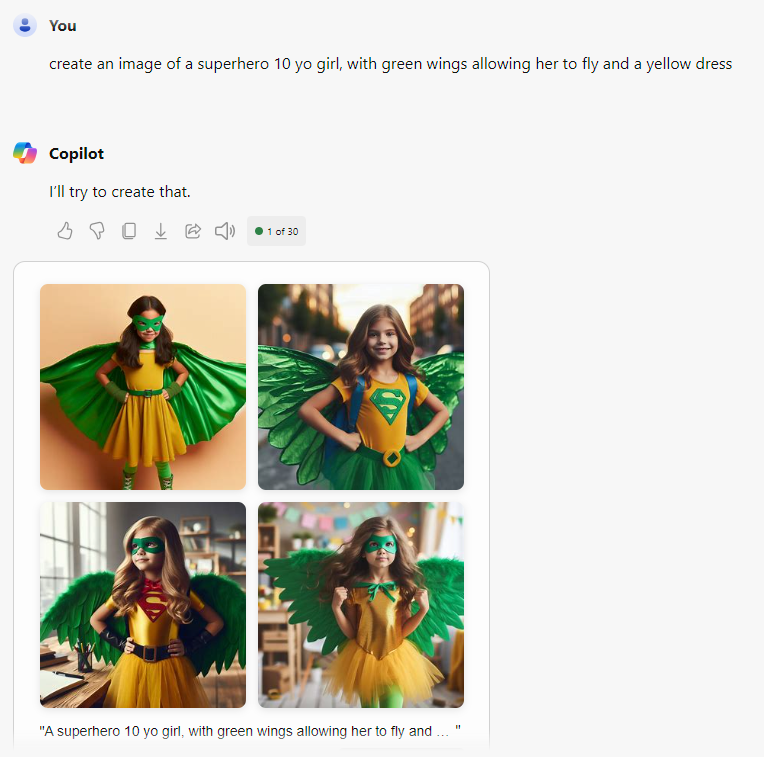 You
create an image of a superhero 10 yo girl, with green wings allowing her to fly and a yellow dress
Copilot
I'll try to create that.
1 of 30
"A superhero 10 yo girl, with green wings allowing her to fly and … "